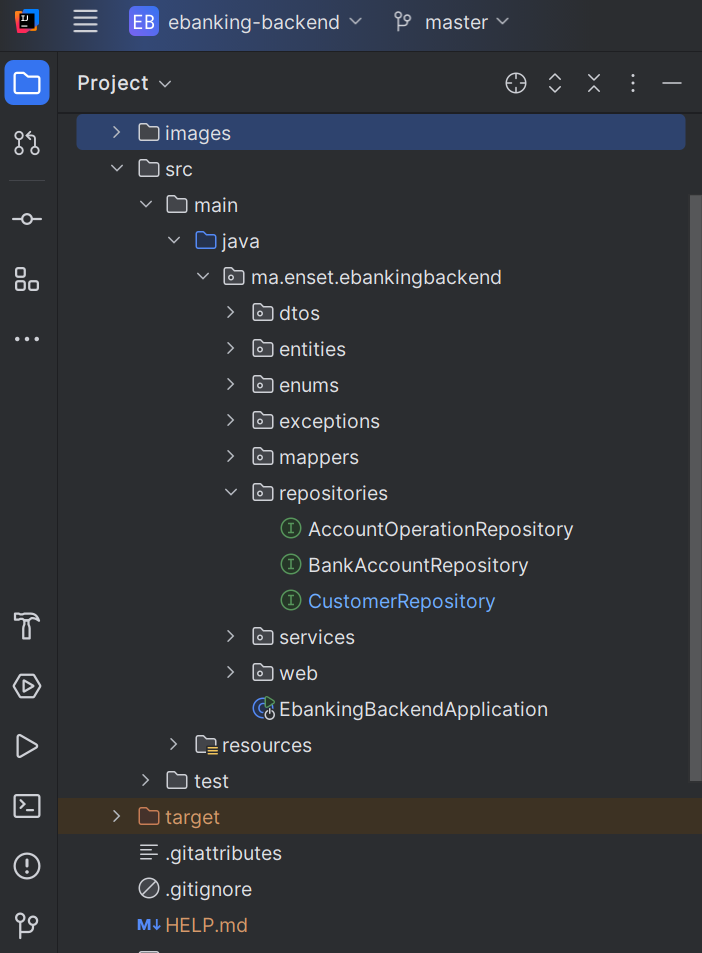 EB ebanking-backend master
Project
images
src
main
java
ma.enset.ebankingbackend
dtos
entities
enums
exceptions
mappers
repositories
AccountOperationRepository
BankAccountRepository
CustomerRepository
services
web
EbankingBackendApplication
resources
test
target
.gitattributes
.gitignore
HELP.md